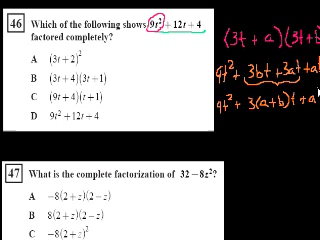 46 Which of the following shows 9t² + 12t + 4
factored completely?
A (3t + 2)²
B (3t + 4)(3t + 1)
C (9t + 4)(t + 1)
D 9t² + 12t + 4
(3t + a)(3t + b
9t² + 3bt + 3at + ab
9t² + 3(a+b)t + a
47 What is the complete factorization of 32 − 8z²?
A −8(2 + z)(2 − z)
B 8(2 + z)(2 − z)
C −8(2 + z)²